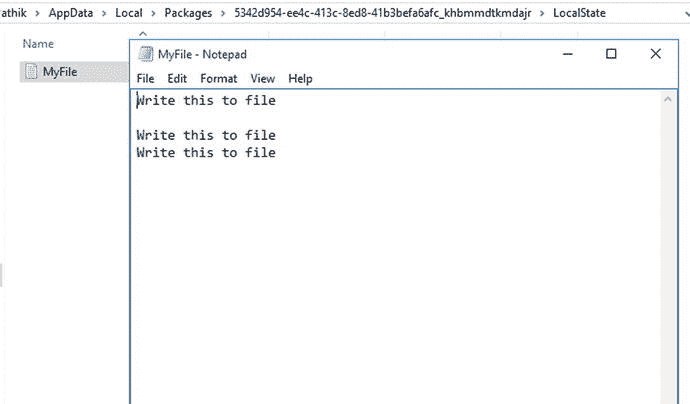 athik > AppData > Local > Packages > 5342d954-ee4c-413c-8ed8-41b3befa6afc_khbmmdtkmdajr > LocalState
Name
MyFile
MyFile - Notepad
File Edit Format View Help
Write this to file

Write this to file
Write this to file